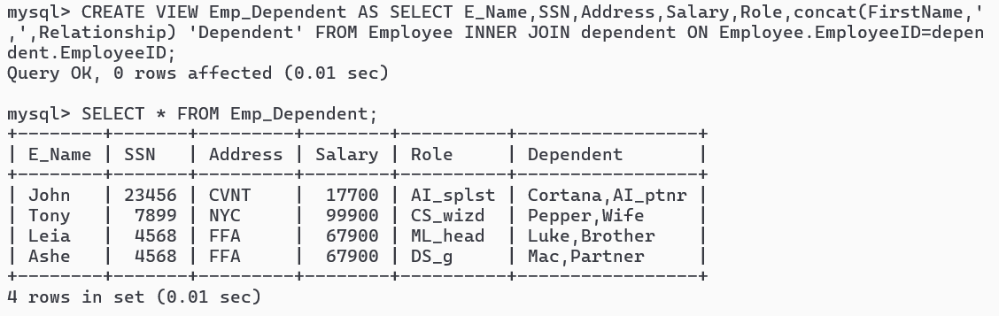 mysql> CREATE VIEW Emp_Dependent AS SELECT E_Name,SSN,Address,Salary,Role,concat(FirstName,'
,',Relationship) 'Dependent' FROM Employee INNER JOIN dependent ON Employee.EmployeeID=depen
dent.EmployeeID;
Query OK, 0 rows affected (0.01 sec)

mysql> SELECT * FROM Emp_Dependent;
+--------+-------+---------+--------+----------+-----------------+
| E_Name | SSN   | Address | Salary | Role     | Dependent       |
+--------+-------+---------+--------+----------+-----------------+
| John   | 23456 | CVNT    |  17700 | AI_splst | Cortana,AI_ptnr |
| Tony   |  7899 | NYC     |  99900 | CS_wizd  | Pepper,Wife     |
| Leia   |  4568 | FFA     |  67900 | ML_head  | Luke,Brother    |
| Ashe   |  4568 | FFA     |  67900 | DS_g     | Mac,Partner     |
+--------+-------+---------+--------+----------+-----------------+
4 rows in set (0.01 sec)